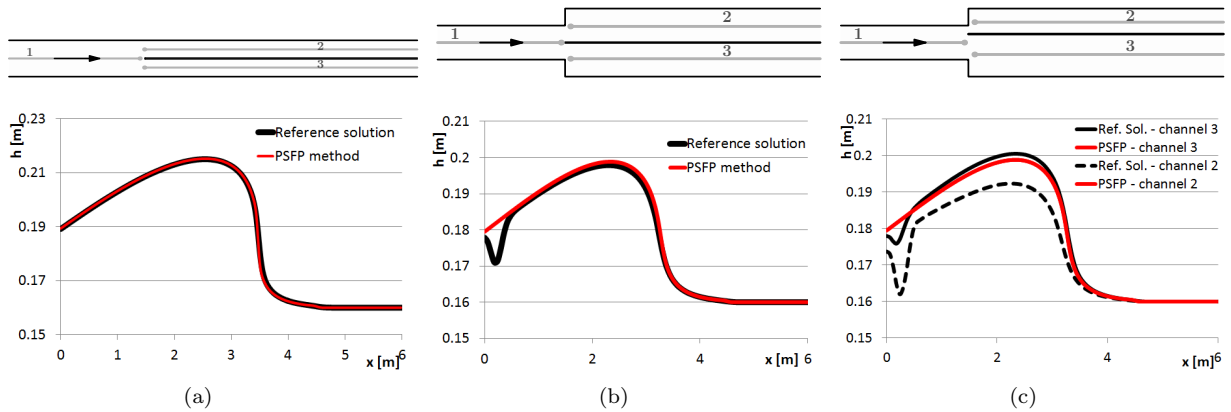 1
2
3
1
2
3
1
2
3
h [m]
0.23
0.21
0.19
0.17
0.15
0
1
2
3
4
5
6
x [m]
Reference solution
PSFP method
(a)
h [m]
0.21
0.2
0.19
0.18
0.17
0.16
0.15
0
2
4
6
x [m]
Reference solution
PSFP method
(b)
h [m]
0.21
0.2
0.19
0.18
0.17
0.16
0.15
0
2
4
6
x [m]
Ref. Sol. - channel 3
PSFP - channel 3
Ref. Sol. - channel 2
PSFP - channel 2
(c)